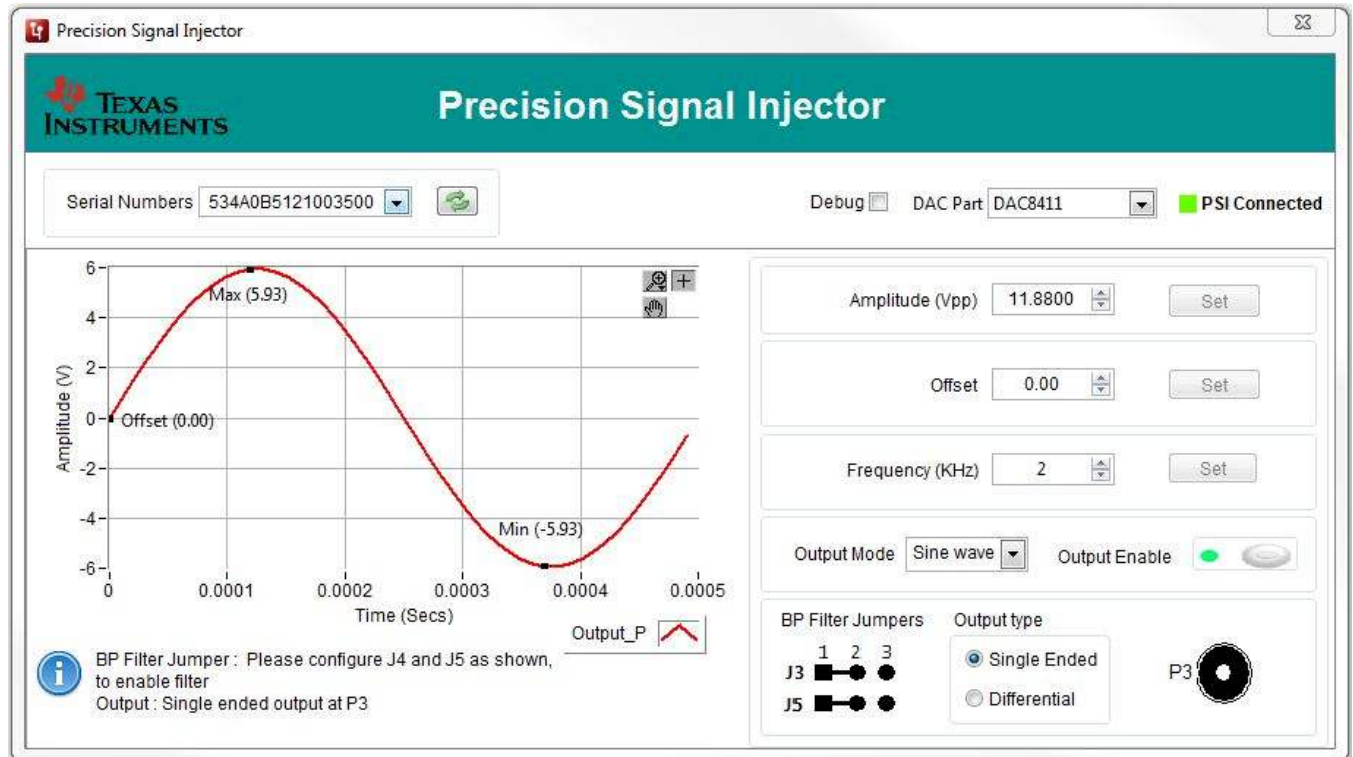 Precision Signal Injector
TEXAS
INSTRUMENTS
Precision Signal Injector
Serial Numbers 534A0B5121003500
Debug DAC Part DAC8411 PSI Connected
6
4
2
0
-2
-4
-6
Amplitude (V)
Max (5.93)
Offset (0.00)
Min (-5.93)
0 0.0001 0.0002 0.0003 0.0004 0.0005
Time (Secs)
Output_P
BP Filter Jumper : Please configure J4 and J5 as shown,
to enable filter
Output : Single ended output at P3
Amplitude (Vpp) 11.8800 Set
Offset 0.00 Set
Frequency (KHz) 2 Set
Output Mode Sine wave Output Enable
BP Filter Jumpers
1 2 3
J3
J5
Output type
Single Ended
Differential
P3